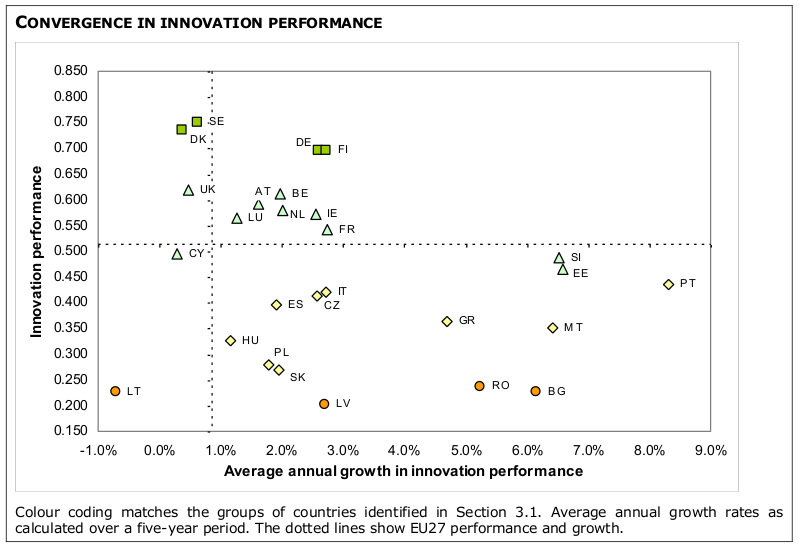 CONVERGENCE IN INNOVATION PERFORMANCE
0.850
0.800
0.750
0.700
0.650
0.600
0.550
0.500
0.450
0.400
0.350
0.300
0.250
0.200
0.150
Innovation performance
SE
DK
DE
FI
UK
AT
BE
LU
NL
IE
FR
CY
SI
EE
PT
IT
CZ
ES
GR
MT
HU
PL
SK
LT
LV
RO
BG
-1.0% 0.0% 1.0% 2.0% 3.0% 4.0% 5.0% 6.0% 7.0% 8.0% 9.0%
Average annual growth in innovation performance
Colour coding matches the groups of countries identified in Section 3.1. Average annual growth rates as
calculated over a five-year period. The dotted lines show EU27 performance and growth.